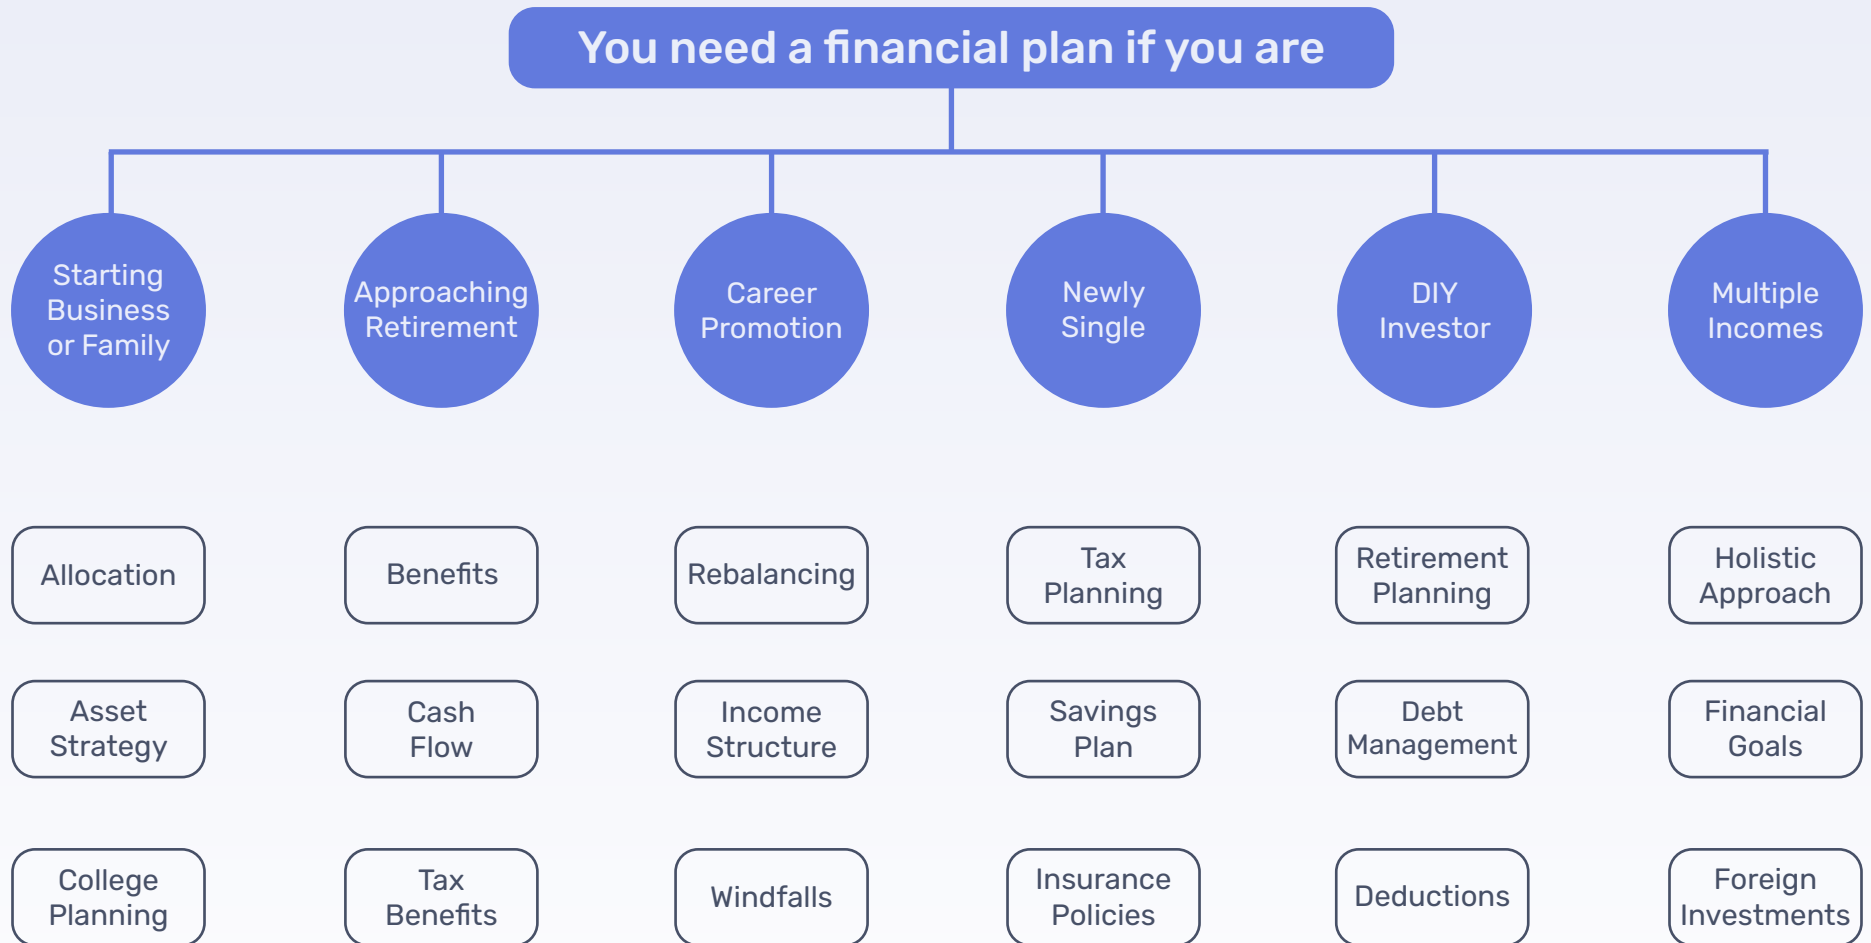 You need a financial plan if you are
Starting
Business
or Family
Approaching
Retirement
Career
Promotion
Newly
Single
DIY
Investor
Multiple
Incomes
Allocation
Benefits
Rebalancing
Tax
Planning
Retirement
Planning
Holistic
Approach
Asset
Strategy
Cash
Flow
Income
Structure
Savings
Plan
Debt
Management
Financial
Goals
College
Planning
Tax
Benefits
Windfalls
Insurance
Policies
Deductions
Foreign
Investments